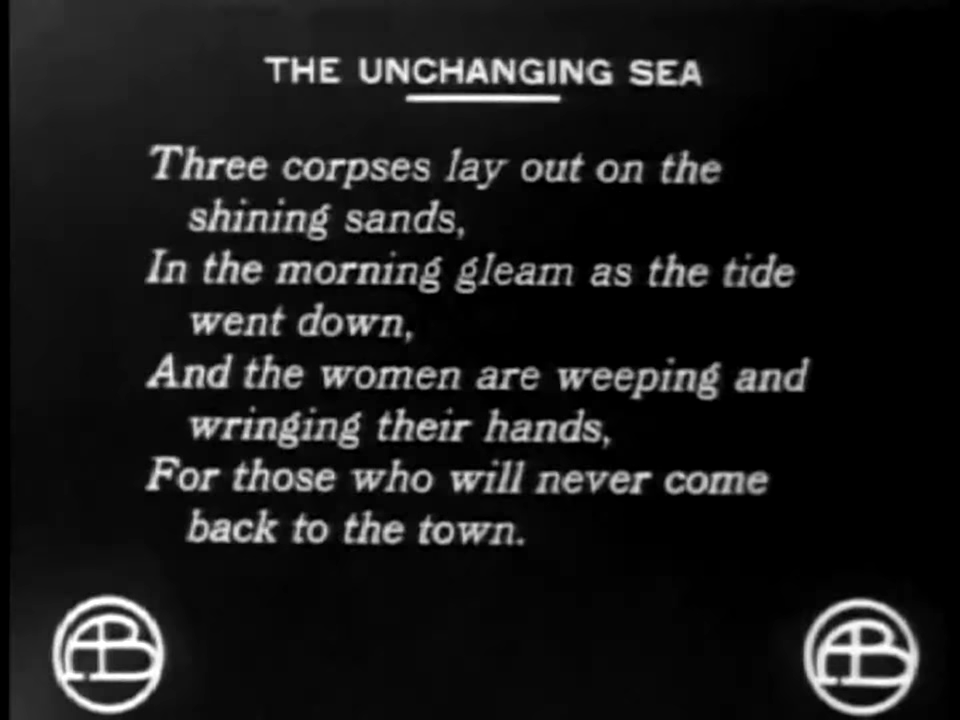 THE UNCHANGING SEA
Three corpses lay out on the
shining sands,
In the morning gleam as the tide
went down,
And the women are weeping and
wringing their hands,
For those who will never come
back to the town.
AB
AB